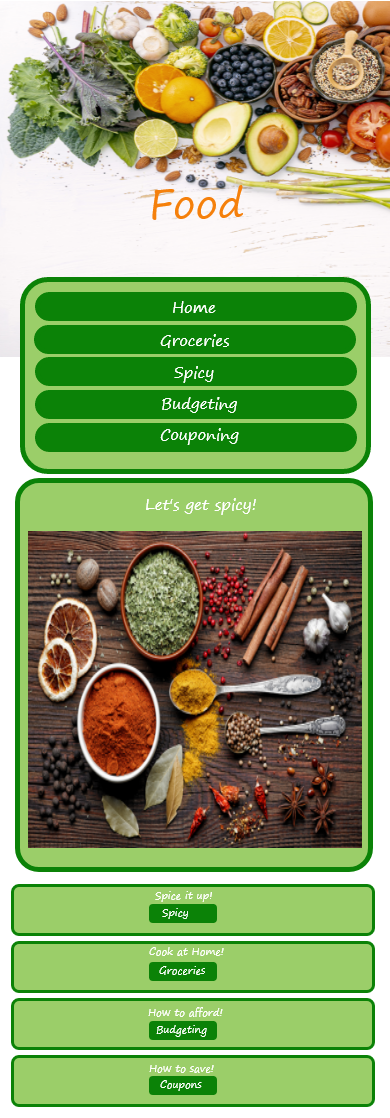 Food
Home
Groceries
Spicy
Budgeting
Couponing
Let's get spicy!
Spice it up!
Spicy
Cook at Home!
Groceries
How to afford!
Budgeting
How to save!
Coupons